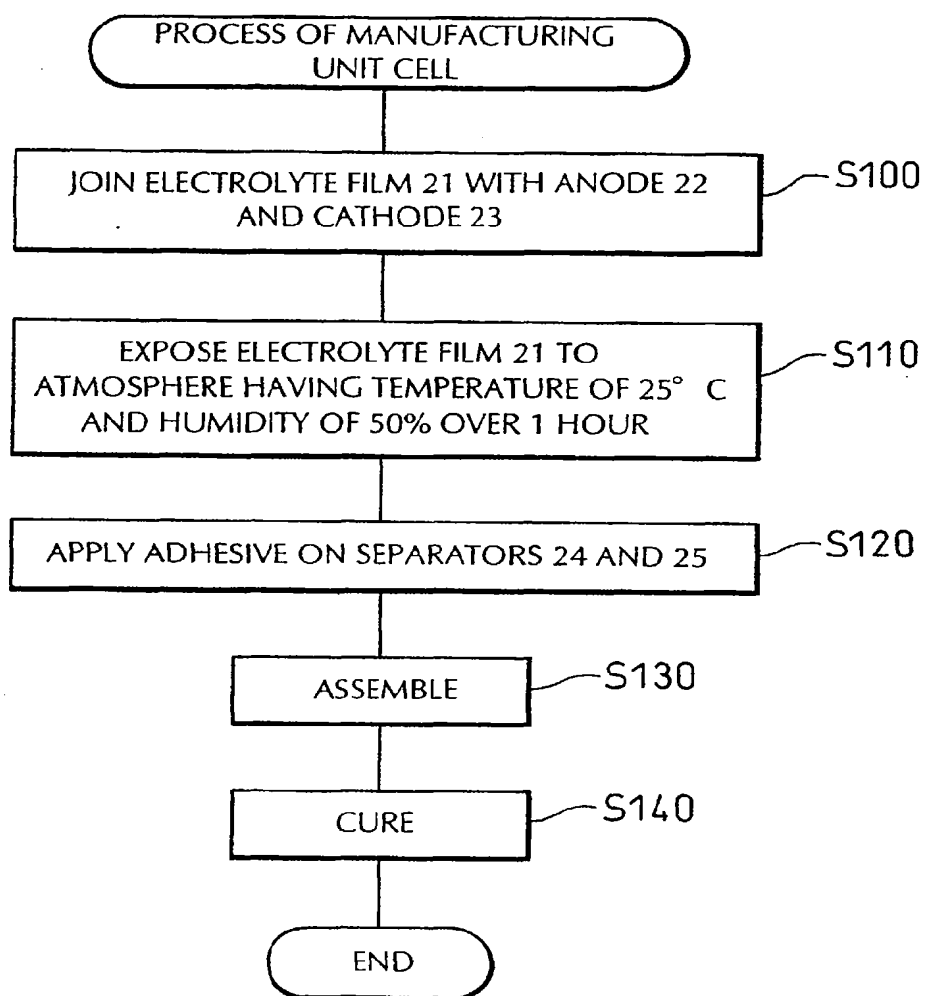 PROCESS OF MANUFACTURING
UNIT CELL
JOIN ELECTROLYTE FILM 21 WITH ANODE 22
AND CATHODE 23
S100
EXPOSE ELECTROLYTE FILM 21 TO
ATMOSPHERE HAVING TEMPERATURE OF 25° C
AND HUMIDITY OF 50% OVER 1 HOUR
S110
APPLY ADHESIVE ON SEPARATORS 24 AND 25
S120
ASSEMBLE
S130
CURE
S140
END